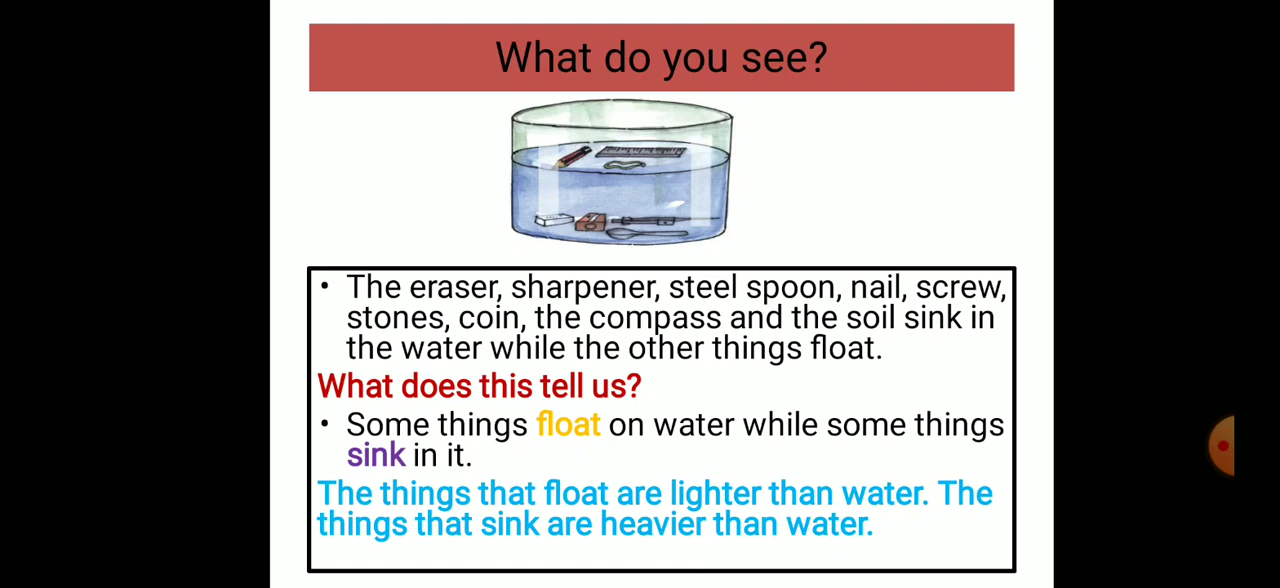 What do you see?
• The eraser, sharpener, steel spoon, nail, screw,
stones, coin, the compass and the soil sink in
the water while the other things float.
What does this tell us?
• Some things float on water while some things
sink in it.
The things that float are lighter than water. The
things that sink are heavier than water.